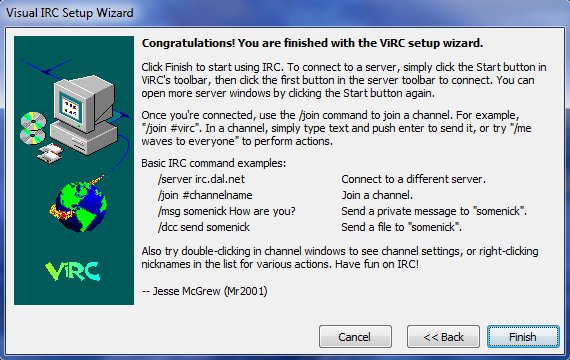 Visual IRC Setup Wizard
Congratulations! You are finished with the ViRC setup wizard.
Click Finish to start using IRC. To connect to a server, simply click the Start button in
ViRC's toolbar, then click the first button in the server toolbar to connect. You can
open more server windows by clicking the Start button again.
Once you're connected, use the /join command to join a channel. For example,
"/join #virc". In a channel, simply type text and push enter to send it, or try "/me
waves to everyone" to perform actions.
Basic IRC command examples:
/server irc.dal.net Connect to a different server.
/join #channelname Join a channel.
/msg somenick How are you? Send a private message to "somenick".
/dcc send somenick Send a file to "somenick".
Also try double-clicking in channel windows to see channel settings, or right-clicking
nicknames in the list for various actions. Have fun on IRC!
-- Jesse McGrew (Mr2001)
ViRC
Cancel << Back Finish